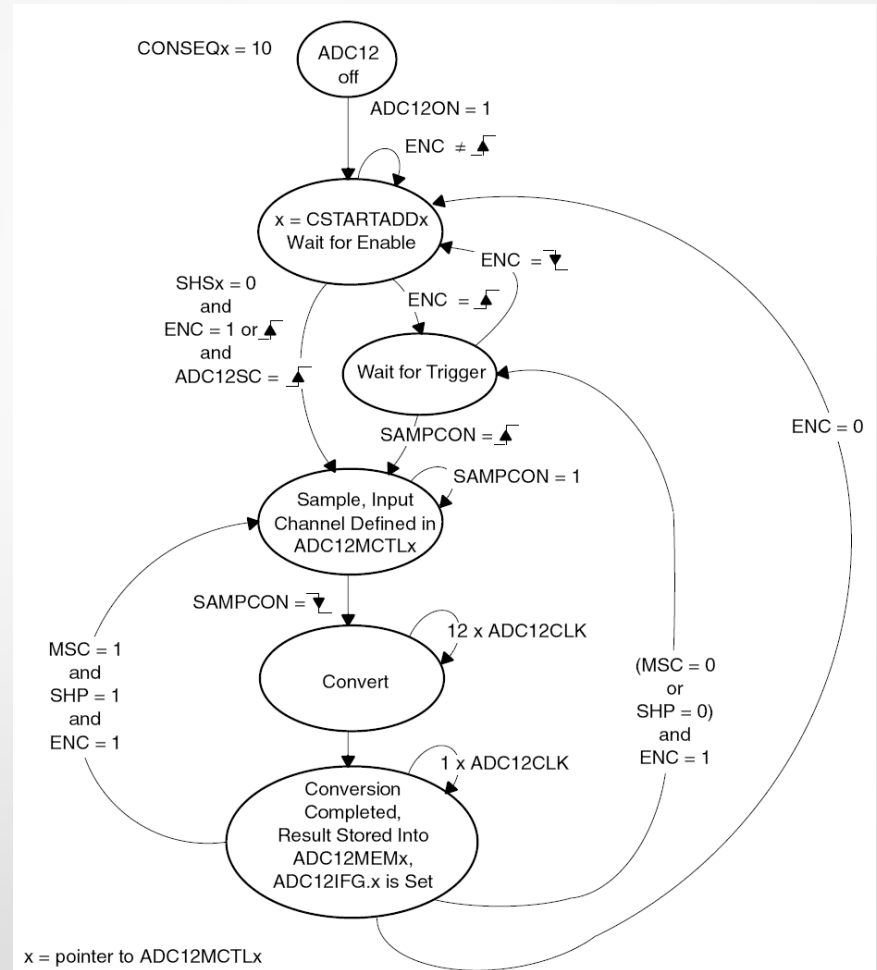 CONSEQx = 10
ADC12
off
ADC12ON = 1
ENC ≠
x = CSTARTADDx
Wait for Enable
ENC =
SHSx = 0
and
ENC = 1 or
and
ADC12SC =
ENC =
Wait for Trigger
ENC = 0
SAMPCON =
SAMPCON = 1
Sample, Input
Channel Defined in
ADC12MCTLx
SAMPCON =
12 x ADC12CLK
Convert
MSC = 1
and
SHP = 1
and
ENC = 1
(MSC = 0
or
SHP = 0)
and
ENC = 1
1 x ADC12CLK
Conversion
Completed,
Result Stored Into
ADC12MEMx,
ADC12IFG.x is Set
x = pointer to ADC12MCTLx